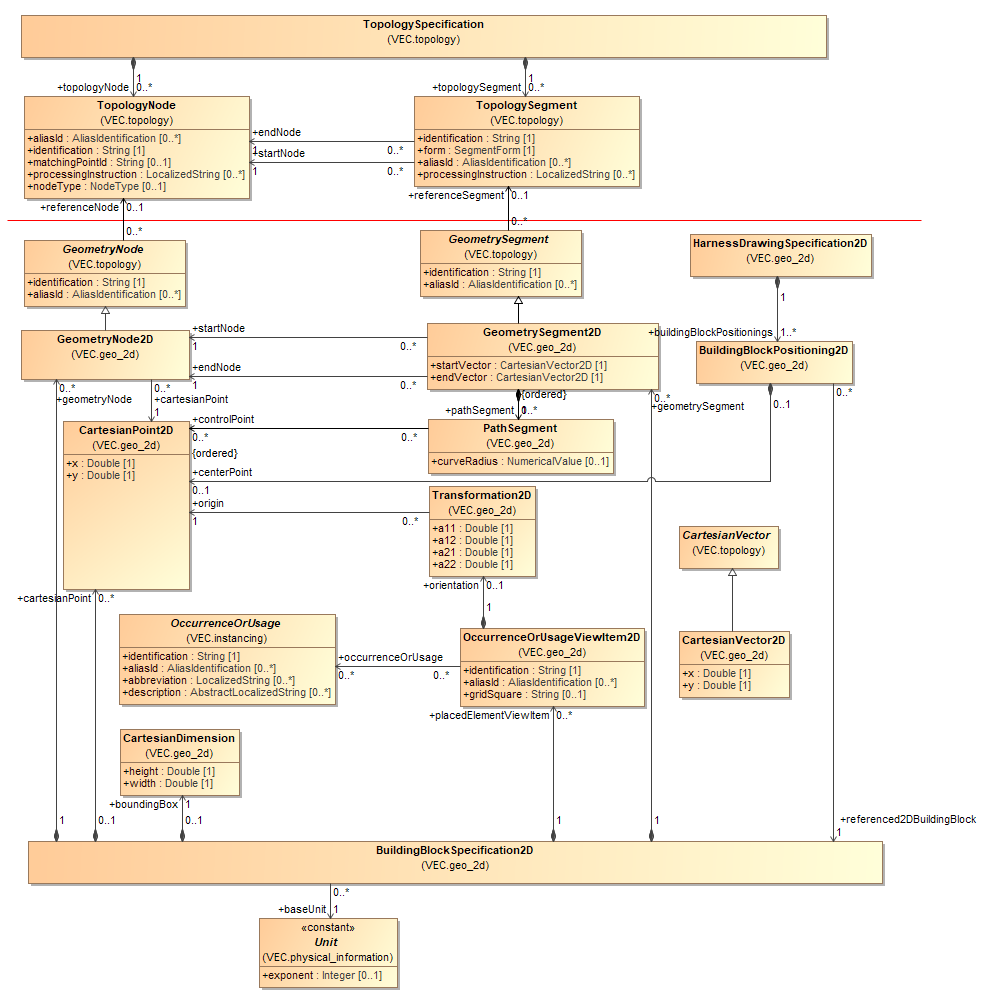 TopologySpecification
(VEC.topology)
1
+topologyNode 0..*
1
+topologySegment 0..*
TopologyNode
(VEC.topology)
+aliasId : AliasIdentification [0..*]
+identification : String [1]
+matchingPointId : String [0..1]
+processingInstruction : LocalizedString [0..*]
+nodeType : NodeType [0..1]
TopologySegment
(VEC.topology)
+identification : String [1]
+form : SegmentForm [1]
+aliasId : AliasIdentification [0..*]
+processingInstruction : LocalizedString [0..*]
+endNode
1
0..*
+startNode
1
0..*
+referenceNode 0..1
0..*
+referenceSegment 0..1
0..*
GeometryNode
(VEC.topology)
+identification : String [1]
+aliasId : AliasIdentification [0..*]
GeometrySegment
(VEC.topology)
+identification : String [1]
+aliasId : AliasIdentification [0..*]
HarnessDrawingSpecification2D
(VEC.geo_2d)
1
+buildingBlockPositionings 1..*
GeometryNode2D
(VEC.geo_2d)
+startNode
1
0..*
+endNode
1
0..*
GeometrySegment2D
(VEC.geo_2d)
+startVector : CartesianVector2D [1]
+endVector : CartesianVector2D [1]
BuildingBlockPositioning2D
(VEC.geo_2d)
0..1
0..*
0..*
+geometryNode
0..*
+cartesianPoint
1
{ordered}
1
+pathSegment 0..*
0..*
+geometrySegment
CartesianPoint2D
(VEC.geo_2d)
+x : Double [1]
+y : Double [1]
+controlPoint
0..*
0..*
{ordered}
PathSegment
(VEC.geo_2d)
+curveRadius : NumericalValue [0..1]
+centerPoint
0..1
+origin
1
0..*
Transformation2D
(VEC.geo_2d)
+a11 : Double [1]
+a12 : Double [1]
+a21 : Double [1]
+a22 : Double [1]
+orientation 0..1
1
CartesianVector
(VEC.topology)
CartesianVector2D
(VEC.geo_2d)
+x : Double [1]
+y : Double [1]
+cartesianPoint 0..*
OccurrenceOrUsage
(VEC.instancing)
+identification : String [1]
+aliasId : AliasIdentification [0..*]
+abbreviation : LocalizedString [0..*]
+description : AbstractLocalizedString [0..*]
+occurrenceOrUsage
0..*
0..*
OccurrenceOrUsageViewItem2D
(VEC.geo_2d)
+identification : String [1]
+aliasId : AliasIdentification [0..*]
+gridSquare : String [0..1]
+placedElementViewItem 0..*
CartesianDimension
(VEC.geo_2d)
+height : Double [1]
+width : Double [1]
+boundingBox 1
1
0..1
0..1
1
1
+referenced2DBuildingBlock
1
BuildingBlockSpecification2D
(VEC.geo_2d)
0..*
+baseUnit 1
«constant»
Unit
(VEC.physical_information)
+exponent : Integer [0..1]